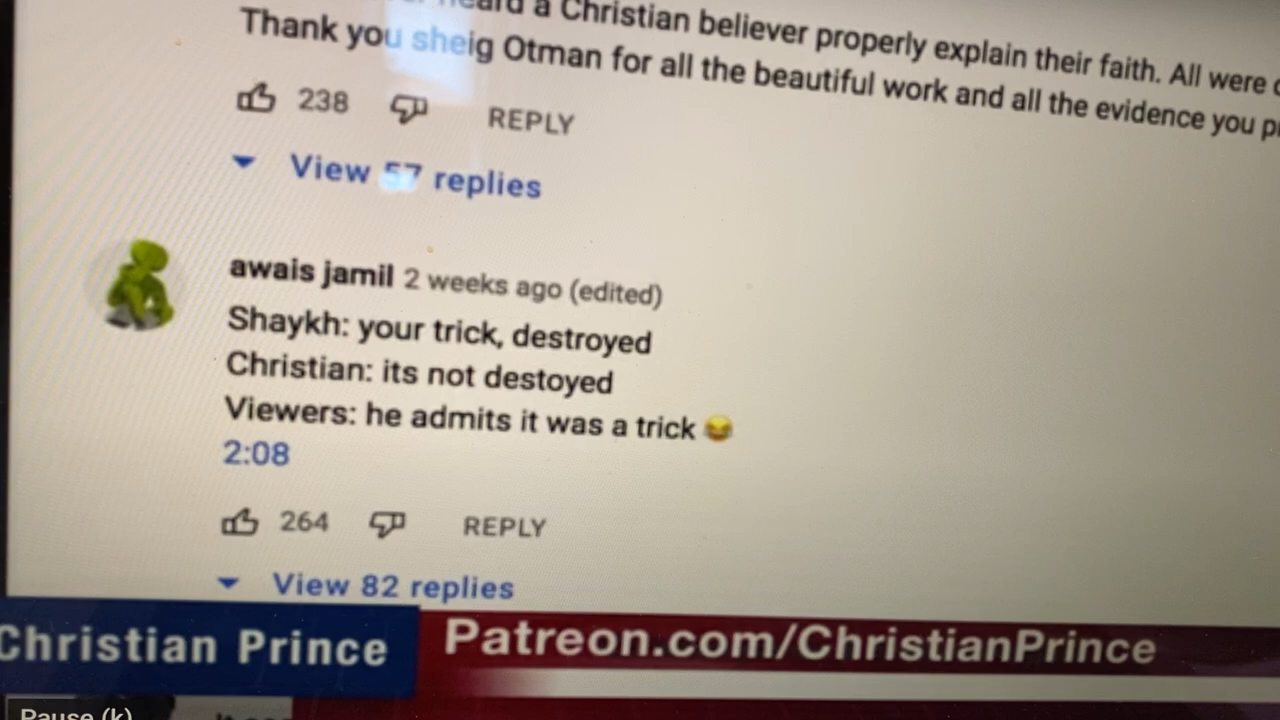 heard a Christian believer properly explain their faith. All were
Thank you sheig Otman for all the beautiful work and all the evidence you
238 REPLY
View 57 replies
awais jamil 2 weeks ago (edited)
Shaykh: your trick, destroyed
Christian: its not destoyed
Viewers: he admits it was a trick 😂
2:08
264 REPLY
View 82 replies
Christian Prince
Patreon.com/ChristianPrince
Pause (k)